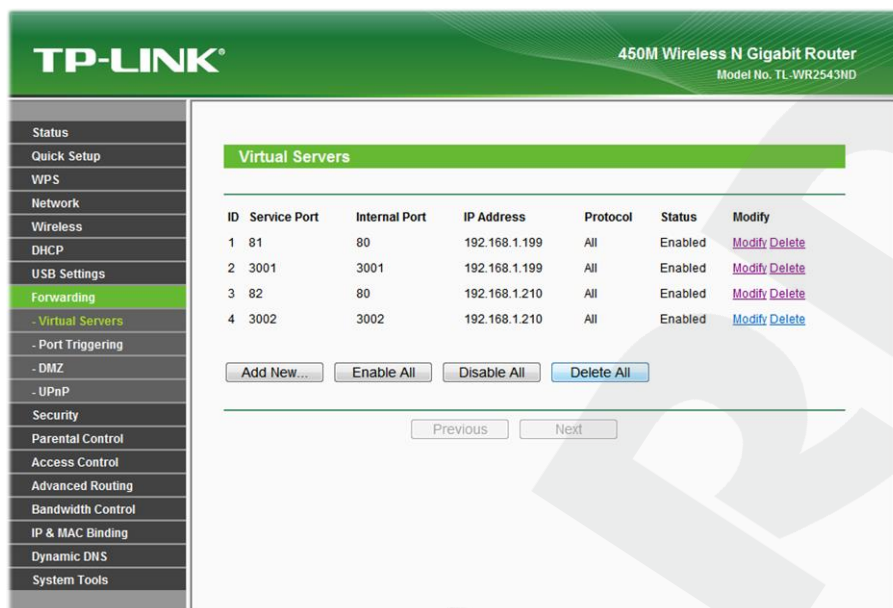 TP-LINK®
450M Wireless N Gigabit Router
Model No. TL-WR2543ND
Status
Quick Setup
WPS
Network
Wireless
DHCP
USB Settings
Forwarding
- Virtual Servers
- Port Triggering
- DMZ
- UPnP
Security
Parental Control
Access Control
Advanced Routing
Bandwidth Control
IP & MAC Binding
Dynamic DNS
System Tools
Virtual Servers
ID Service Port Internal Port IP Address Protocol Status Modify
1 81 80 192.168.1.199 All Enabled Modify Delete
2 3001 3001 192.168.1.199 All Enabled Modify Delete
3 82 80 192.168.1.210 All Enabled Modify Delete
4 3002 3002 192.168.1.210 All Enabled Modify Delete
Add New... Enable All Disable All Delete All
Previous Next